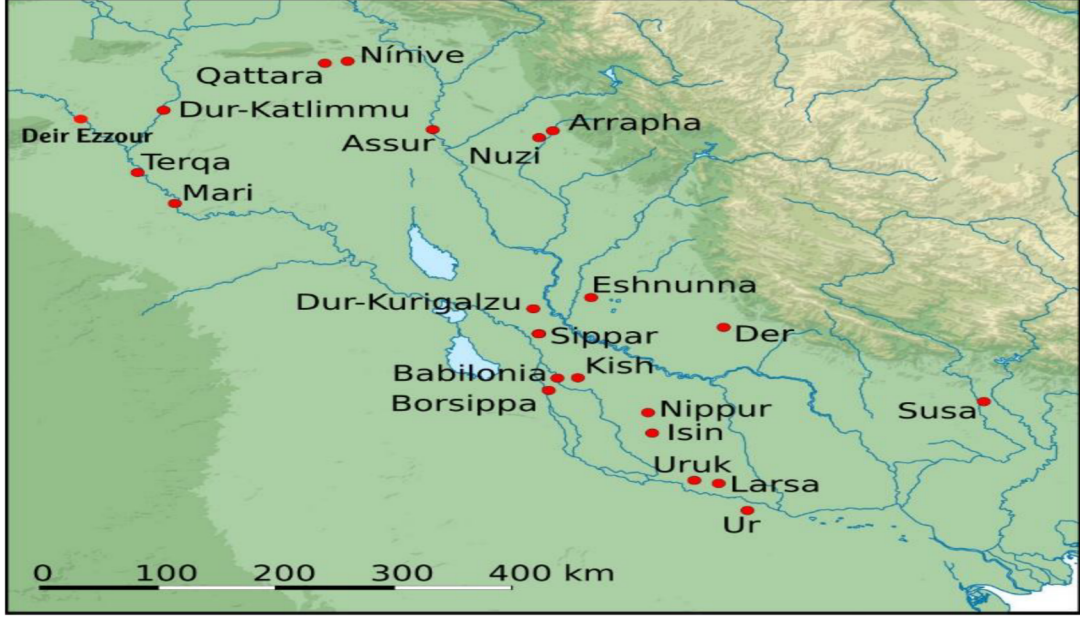 Nínive
Qattara
Dur-Katlimmu
Arrapha
Deir Ezzour
Assur
Nuzi
Terqa
Mari
Eshnunna
Dur-Kurigalzu
Sippar
Der
Kish
Babilonia
Borsippa
Nippur
Susa
Isin
Uruk
Larsa
Ur
0 100 200 300 400 km